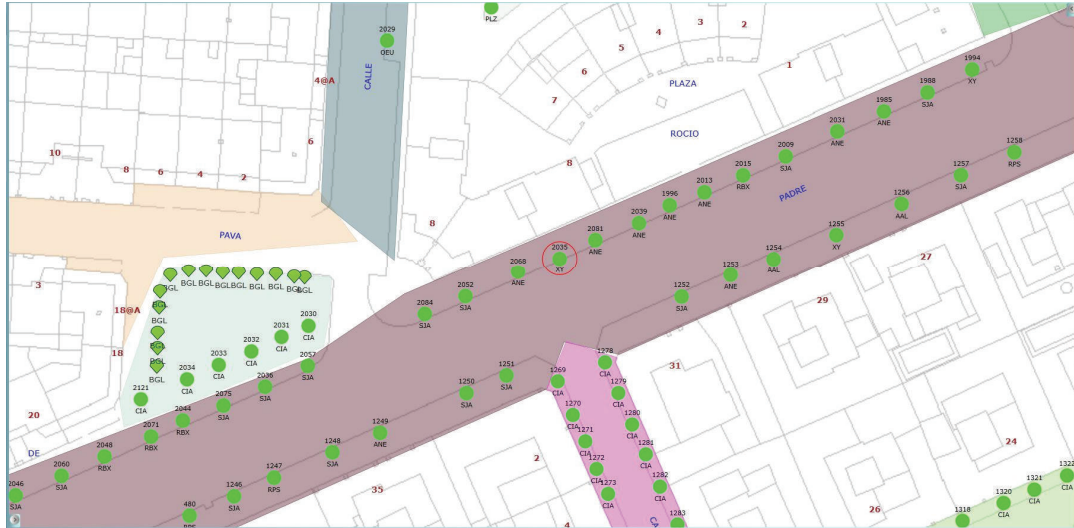 PLZ
2029
OEU
CALLE
4@A
6
10
8
6
4
2
5
4
3
2
6
7
1
PLAZA
ROCIO
8
8
PAVA
3
18@A
18
20
DE
PADRE
1994
XY
1988
SJA
1985
ANE
2031
ANE
2009
SJA
2015
RBX
2013
ANE
1996
ANE
2039
ANE
2081
ANE
2035
XY
2068
ANE
2052
SJA
2084
SJA
1258
RPS
1257
SJA
1256
AAL
1255
XY
1254
AAL
1253
ANE
1252
SJA
27
29
31
BGL
BGL
BGL
BGL
BGL
BGL
BGL
BGL
BGL
BGL
BGL
BGL
2030
CIA
2031
CIA
2032
CIA
2033
CIA
2034
CIA
2121
CIA
2057
SJA
2036
SJA
2075
SJA
2044
RBX
2071
RBX
2048
RBX
2060
SJA
2046
SJA
1251
SJA
1250
SJA
1249
ANE
1248
SJA
1247
RPS
1246
SJA
480
RPS
35
2
4
1269
CIA
1270
CIA
1271
CIA
1272
CIA
1273
CIA
1278
CIA
1279
CIA
1280
CIA
1281
CIA
1282
CIA
1283
CA
24
26
1318
1320
CIA
1321
CIA
1322
CIA